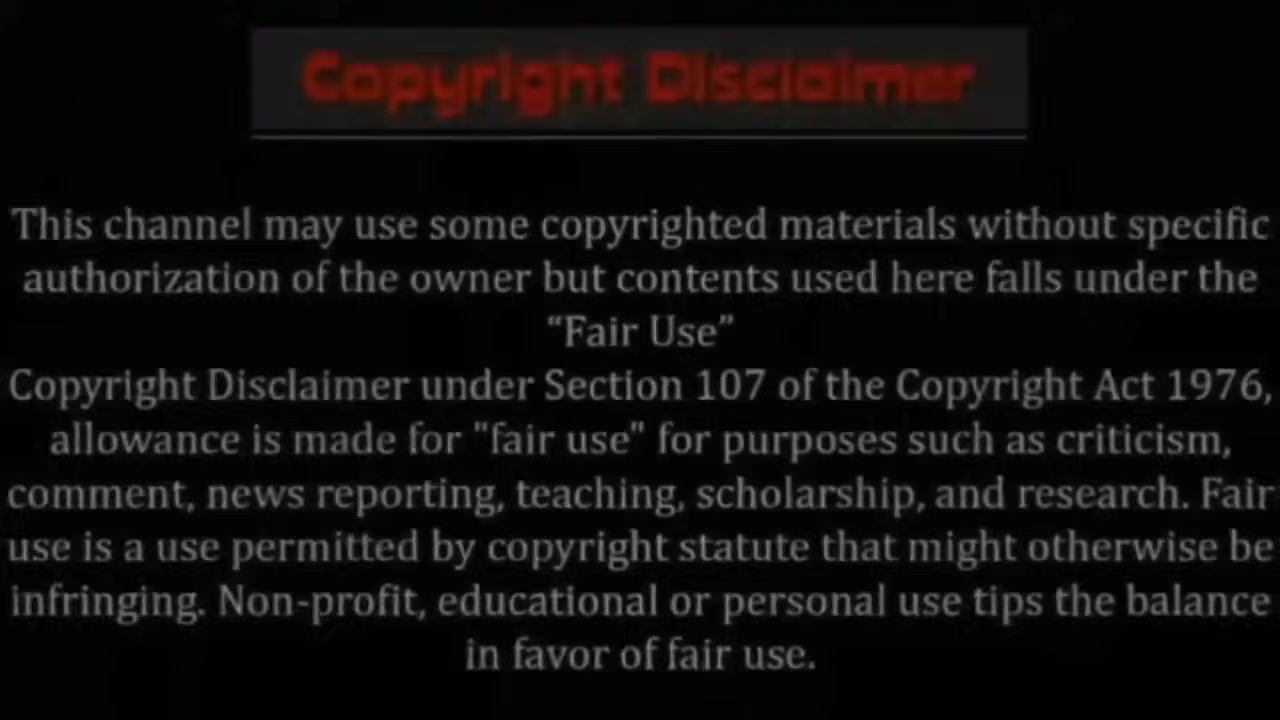 Copyright Disclaimer
This channel may use some copyrighted materials without specific
authorization of the owner but contents used here falls under the
“Fair Use”
Copyright Disclaimer under Section 107 of the Copyright Act 1976,
allowance is made for "fair use" for purposes such as criticism,
comment, news reporting, teaching, scholarship, and research. Fair
use is a use permitted by copyright statute that might otherwise be
infringing. Non-profit, educational or personal use tips the balance
in favor of fair use.